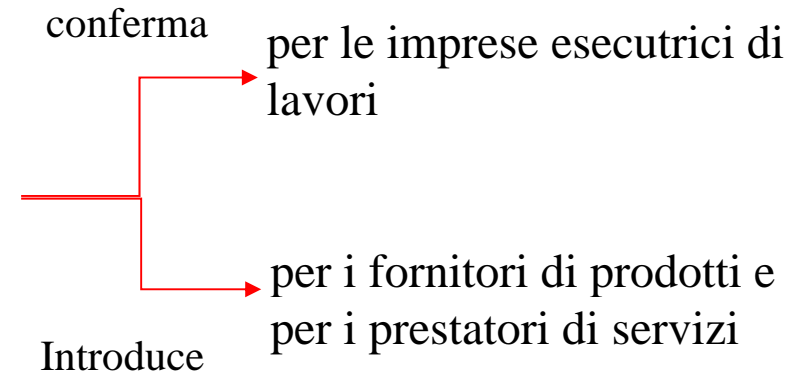 conferma
per le imprese esecutrici di
lavori
per i fornitori di prodotti e
per i prestatori di servizi
Introduce